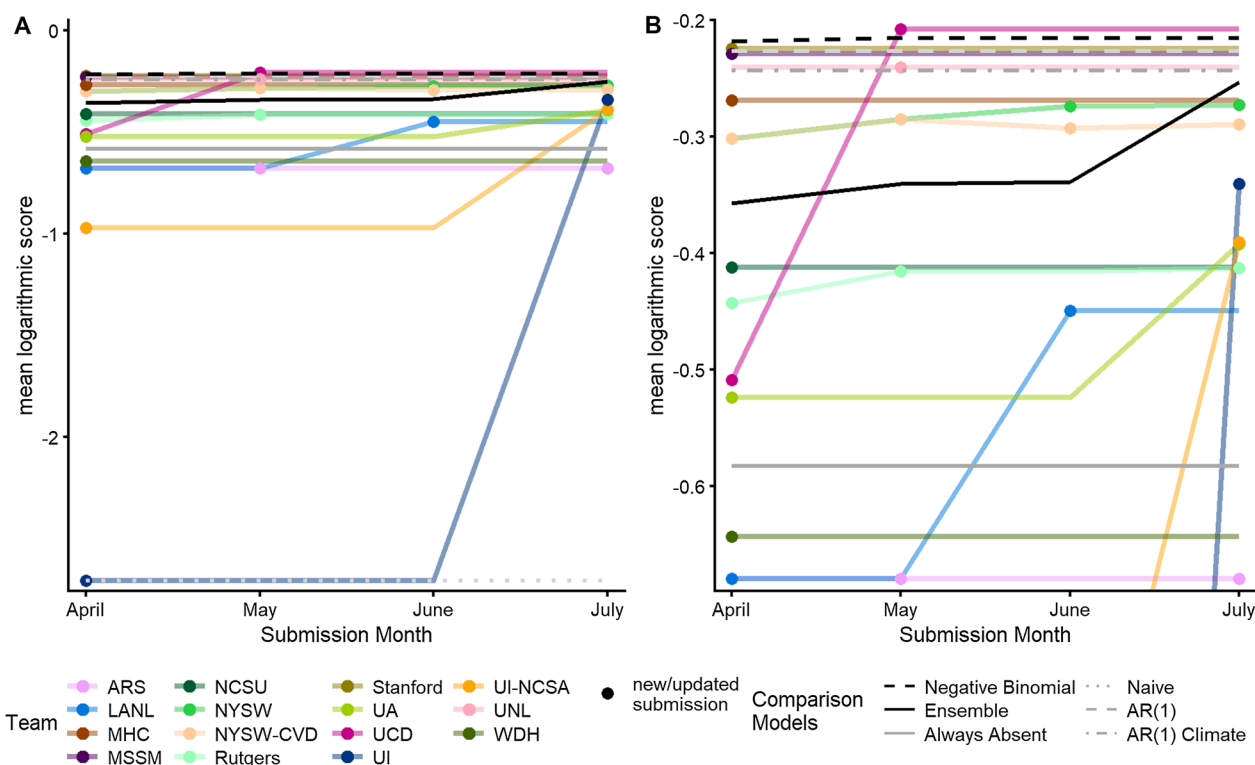 A
0
-1
-2
mean logarithmic score
April May June July
Submission Month
B
-0.2
-0.3
-0.4
-0.5
-0.6
mean logarithmic score
April May June July
Submission Month
Team
ARS
LANL
MHC
MSSM
NCSU
NYSW
NYSW-CVD
Rutgers
Stanford
UA
UCD
UI
UI-NCSA
UNL
WDH
new/updated
submission
Comparison
Models
Negative Binomial
Ensemble
Always Absent
Naive
AR(1)
AR(1) Climate